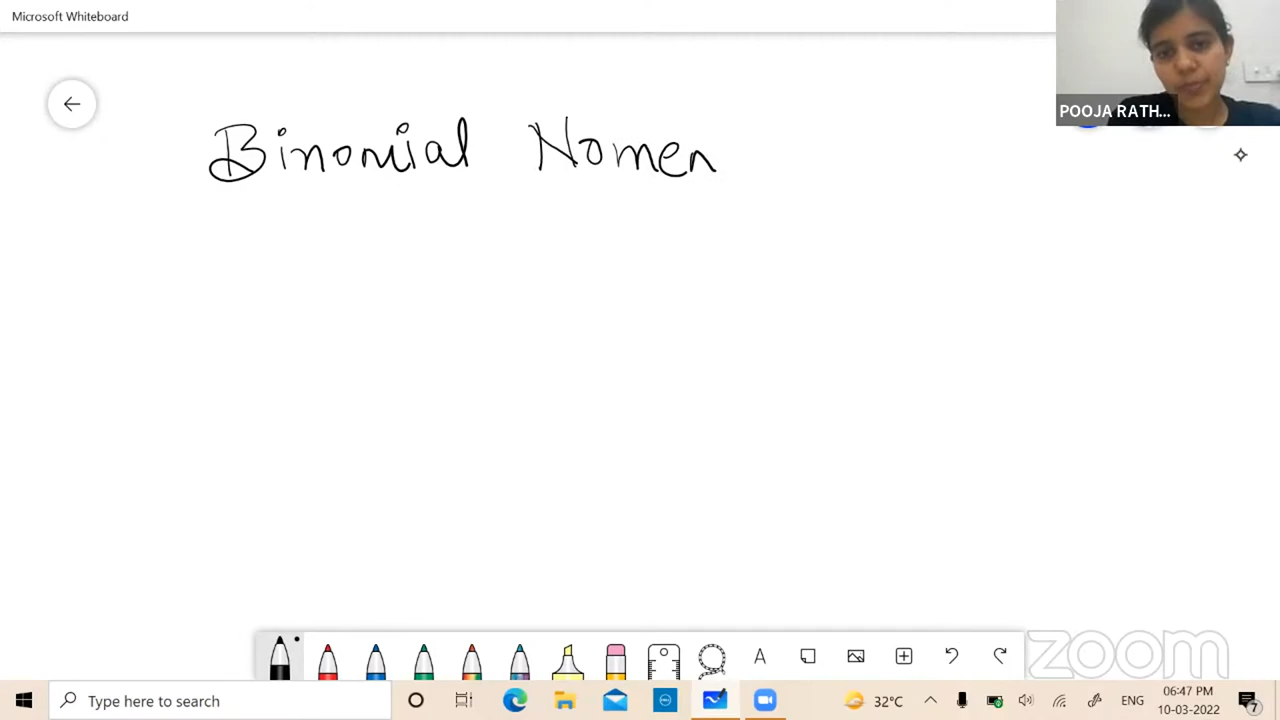 Microsoft Whiteboard
POOJA RATH...
Binomial Nomen
A
zoom
Type here to search
32°C
ENG
06:47 PM
10-03-2022
7